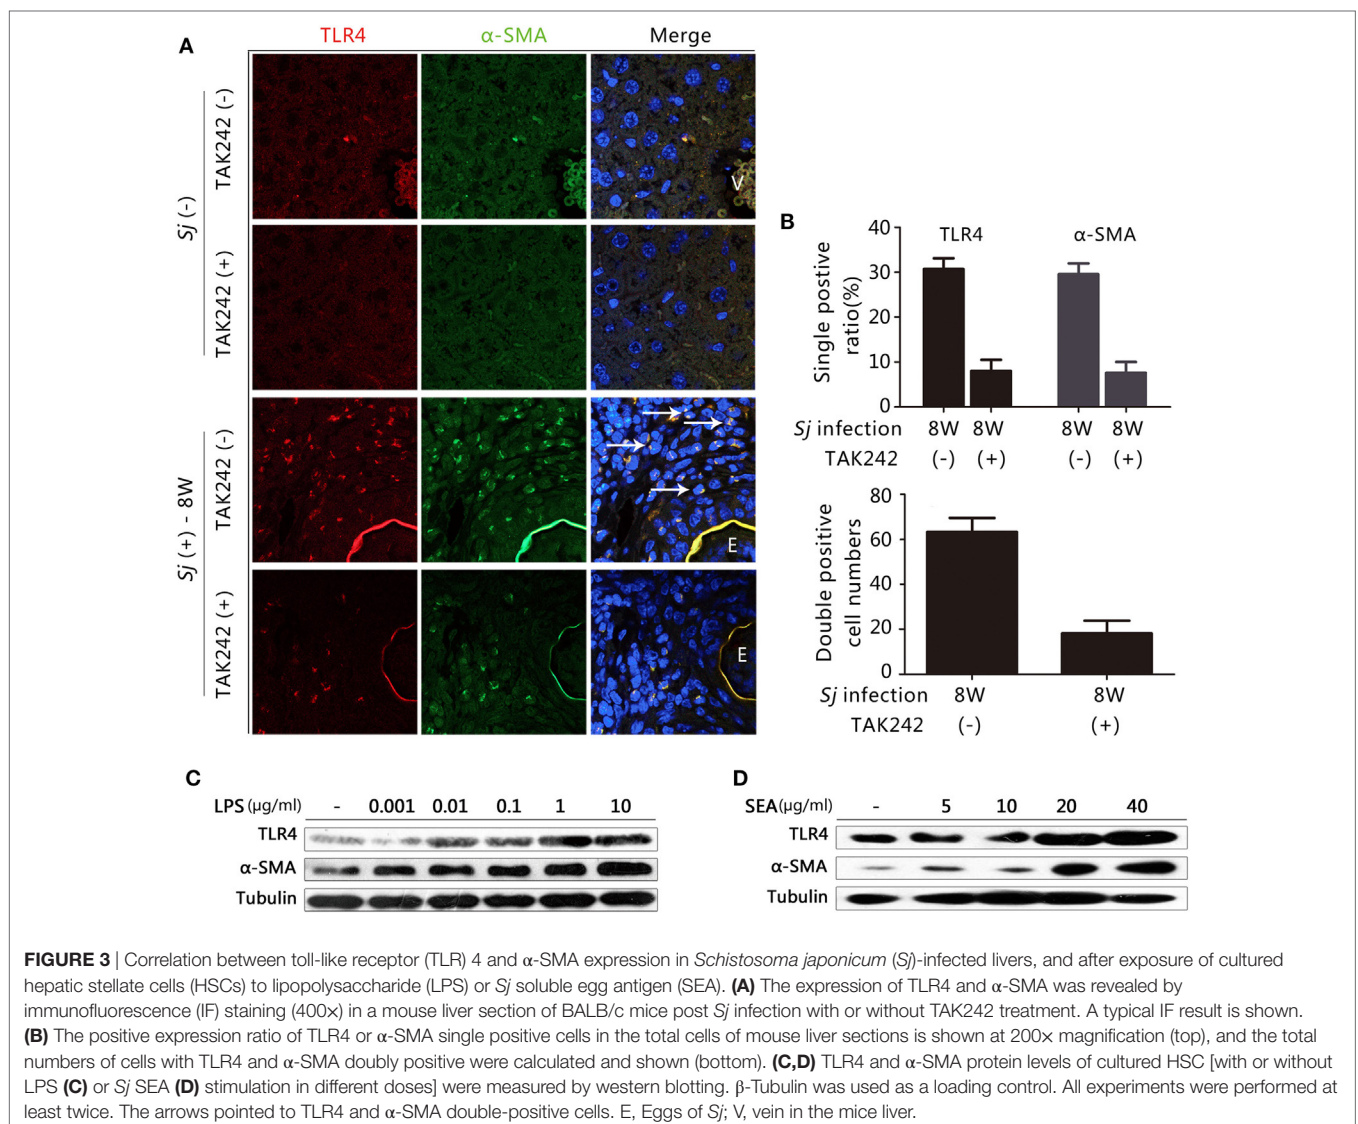 A
TLR4 α-SMA Merge
Sj (-)
TAK242 (-)
V
TAK242 (+)
Sj (+) - 8W
TAK242 (-)
E
TAK242 (+)
E
B
Single postive
ratio(%)
40
30
20
10
0
TLR4 α-SMA
Sj infection 8W 8W 8W 8W
TAK242 (-) (+) (-) (+)
Double positive
cell numbers
80
60
40
20
0
Sj infection 8W 8W
TAK242 (-) (+)
C
LPS (μg/ml) - 0.001 0.01 0.1 1 10
TLR4
α-SMA
Tubulin
D
SEA(μg/ml) - 5 10 20 40
TLR4
α-SMA
Tubulin
FIGURE 3 | Correlation between toll-like receptor (TLR) 4 and α-SMA expression in Schistosoma japonicum (Sj)-infected livers, and after exposure of cultured
hepatic stellate cells (HSCs) to lipopolysaccharide (LPS) or Sj soluble egg antigen (SEA). (A) The expression of TLR4 and α-SMA was revealed by
immunofluorescence (IF) staining (400×) in a mouse liver section of BALB/c mice post Sj infection with or without TAK242 treatment. A typical IF result is shown.
(B) The positive expression ratio of TLR4 or α-SMA single positive cells in the total cells of mouse liver sections is shown at 200× magnification (top), and the total
numbers of cells with TLR4 and α-SMA doubly positive were calculated and shown (bottom). (C,D) TLR4 and α-SMA protein levels of cultured HSC [with or without
LPS (C) or Sj SEA (D) stimulation in different doses] were measured by western blotting. β-Tubulin was used as a loading control. All experiments were performed at
least twice. The arrows pointed to TLR4 and α-SMA double-positive cells. E, Eggs of Sj; V, vein in the mice liver.